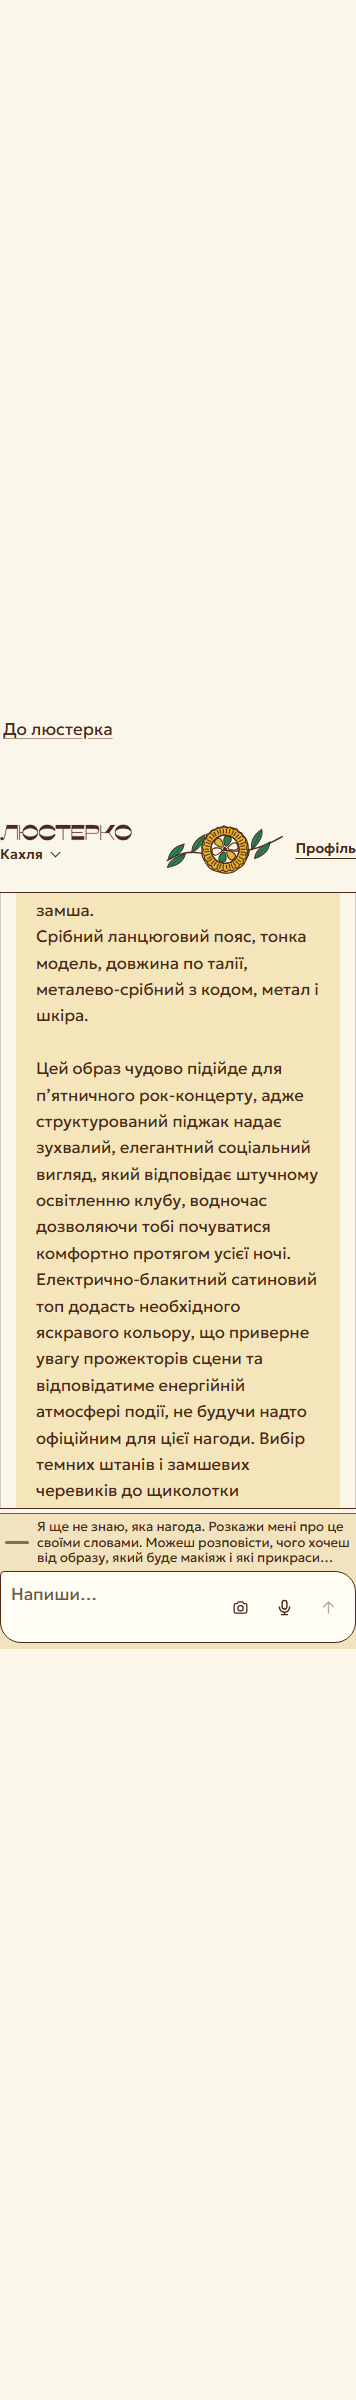 До люстерка
ЛЮСТЕРКО
Кахля
Профіль
замша.
Срібний ланцюговий пояс, тонка
модель, довжина по талії,
металево-срібний з кодом, метал і
шкіра.
Цей образ чудово підійде для
п’ятничного рок-концерту, адже
структурований піджак надає
зухвалий, елегантний соціальний
вигляд, який відповідає штучному
освітленню клубу, водночас
дозволяючи тобі почуватися
комфортно протягом усієї ночі.
Електрично-блакитний сатиновий
топ додасть необхідного
яскравого кольору, що приверне
увагу прожекторів сцени та
відповідатиме енергійній
атмосфері події, не будучи надто
офіційним для цієї нагоди. Вибір
темних штанів і замшевих
черевиків до щиколотки
Я ще не знаю, яка нагода. Розкажи мені про це
своїми словами. Можеш розповісти, чого хочеш
від образу, який буде макіяж і які прикраси…
Напиши…